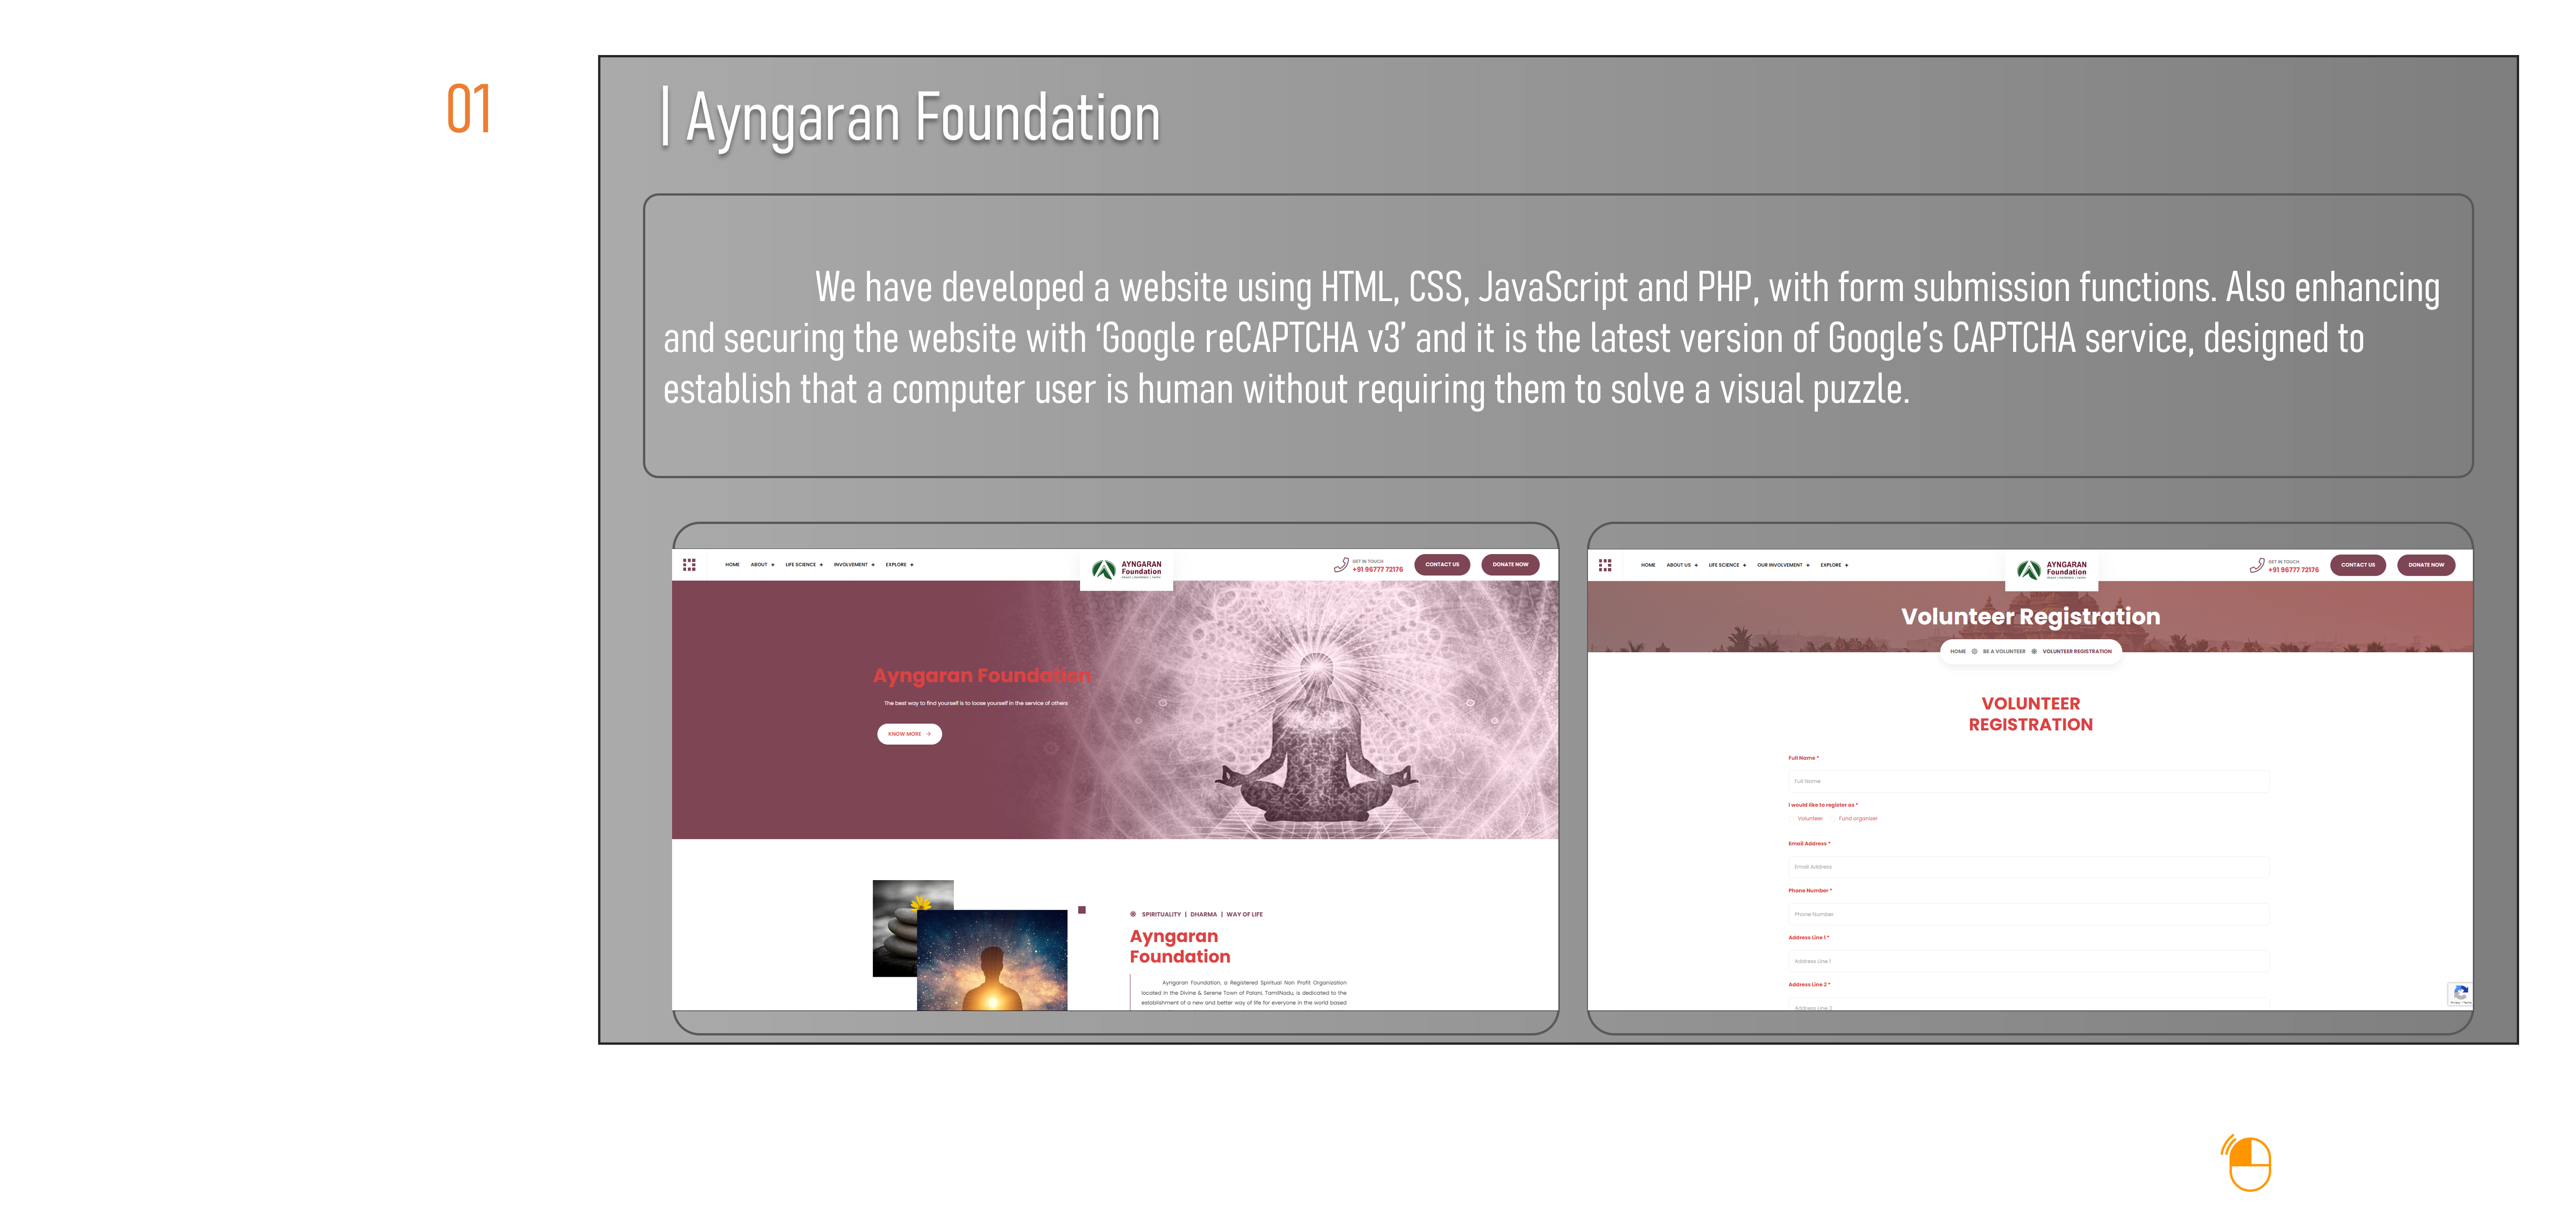 01
| Ayngaran Foundation
We have developed a website using HTML, CSS, JavaScript and PHP, with form submission functions. Also enhancing
and securing the website with ‘Google reCAPTCHA v3’ and it is the latest version of Google’s CAPTCHA service, designed to
establish that a computer user is human without requiring them to solve a visual puzzle.
HOME ABOUT + LIFE SCIENCE + INVOLVEMENT + EXPLORE +
AYNGARAN
Foundation
GET IN TOUCH
+91 96777 72176
CONTACT US
DONATE NOW
Ayngaran Foundation
The best way to find yourself is to loose yourself in the service of others
KNOW MORE →
SPIRITUALITY | DHARMA | WAY OF LIFE
Ayngaran
Foundation
Ayngaran Foundation, a Registered Spiritual Non Profit Organization
located in the Divine & Serene Town of Palani, TamilNadu, is dedicated to the
establishment of a new and better way of life for everyone in the world based
HOME ABOUT US + LIFE SCIENCE + OUR INVOLVEMENT + EXPLORE +
AYNGARAN
Foundation
GET IN TOUCH
+91 96777 72176
CONTACT US
DONATE NOW
Volunteer Registration
HOME BE A VOLUNTEER VOLUNTEER REGISTRATION
VOLUNTEER
REGISTRATION
Full Name *
Full Name
I would like to register as *
Volunteer Fund organizer
Email Address *
Email Address
Phone Number *
Phone Number
Address Line 1 *
Address Line 1
Address Line 2 *
Address Line 2